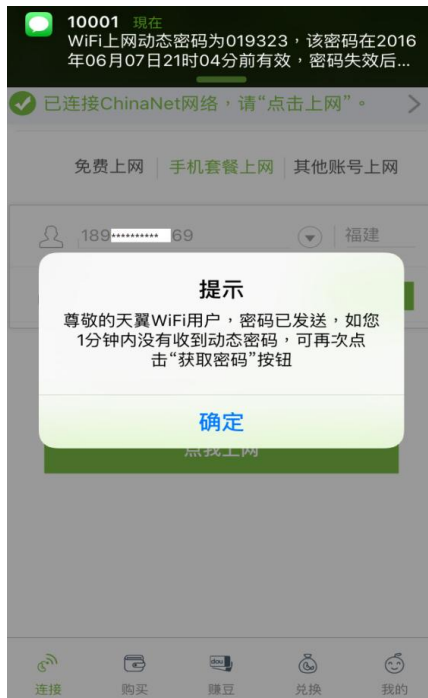 10001 現在
WiFi上网动态密码为019323，该密码在2016
年06月07日21时04分前有效，密码失效后...
已连接ChinaNet网络，请“点击上网”。
免费上网 手机套餐上网 其他账号上网
189********** 69 福建
提示
尊敬的天翼WiFi用户，密码已发送，如您
1分钟内没有收到动态密码，可再次点
击“获取密码”按钮
确定
点我上网
dou
连接 购买 赚豆 兑换 我的